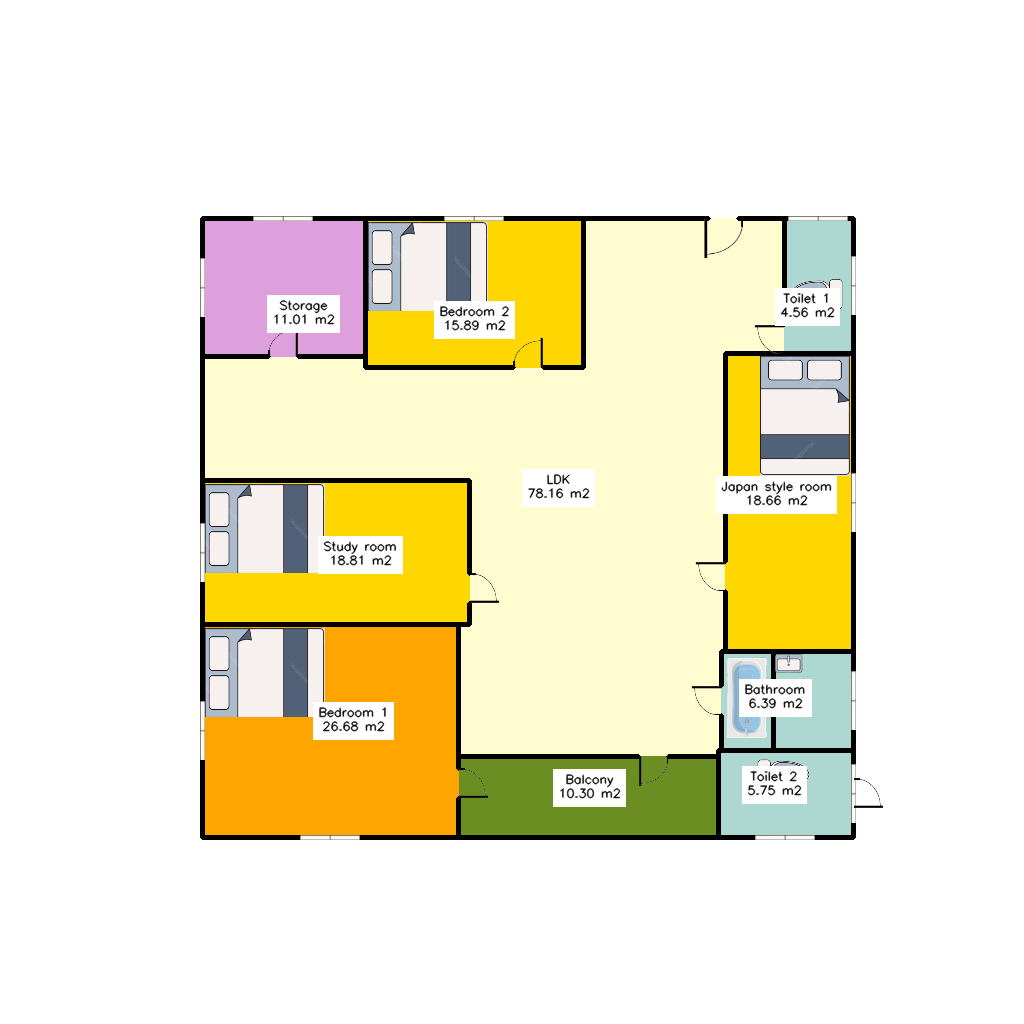 Storage
11.01 m2
Bedroom 2
15.89 m2
Toilet 1
4.56 m2
LDK
78.16 m2
Japan style room
18.66 m2
Study room
18.81 m2
Bedroom 1
26.68 m2
Bathroom
6.39 m2
Balcony
10.30 m2
Toilet 2
5.75 m2